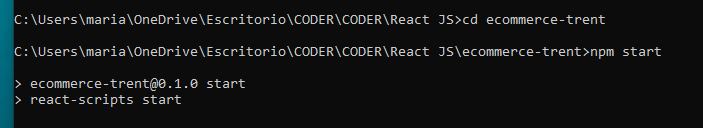 C:\Users\maria\OneDrive\Escritorio\CODER\CODER\React JS>cd ecommerce-trent
C:\Users\maria\OneDrive\Escritorio\CODER\CODER\React JS\ecommerce-trent>npm start
> ecommerce-trent@0.1.0 start
> react-scripts start